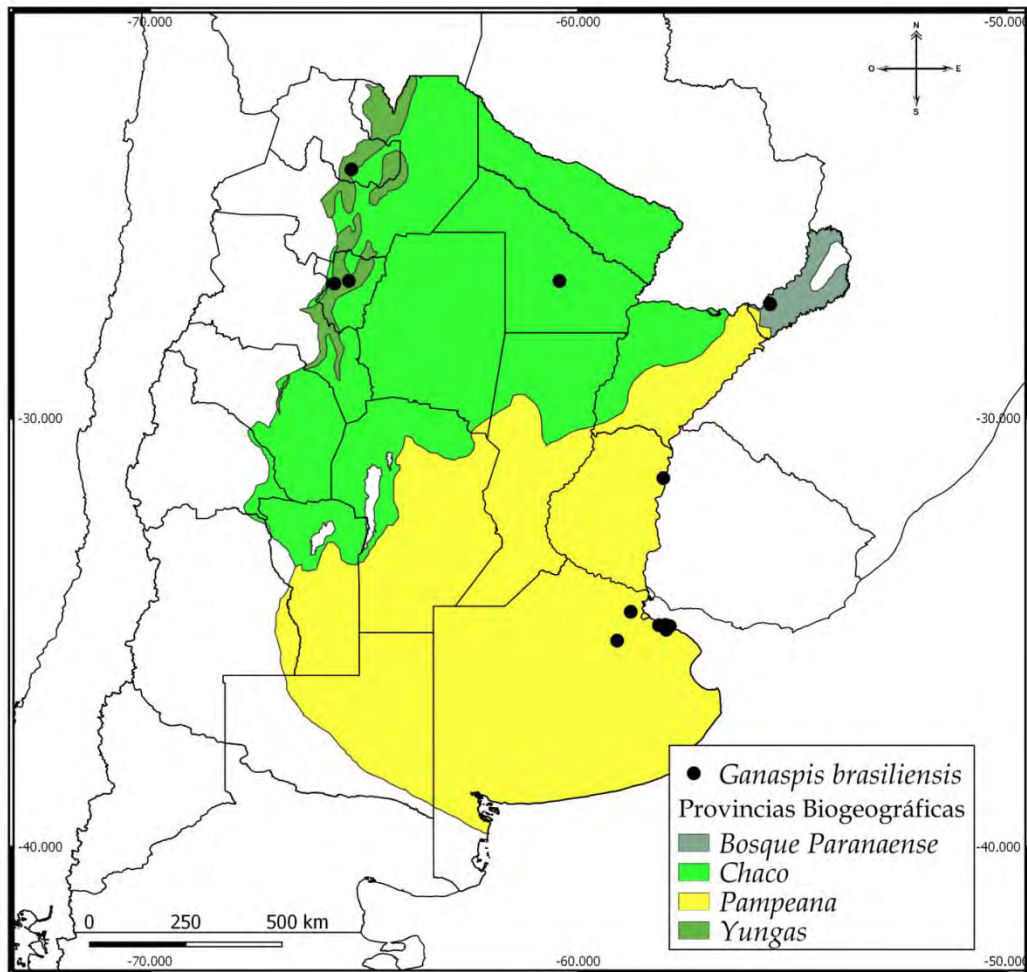 -70.000 -60.000 -50.000
N
O E
S
-30.000 -30.000
Ganaspis brasiliensis
Provincias Biogeográficas
Bosque Paranaense
Chaco
Pampeana
Yungas
-40.000 -40.000
0 250 500 km
-70.000 -60.000 -50.000